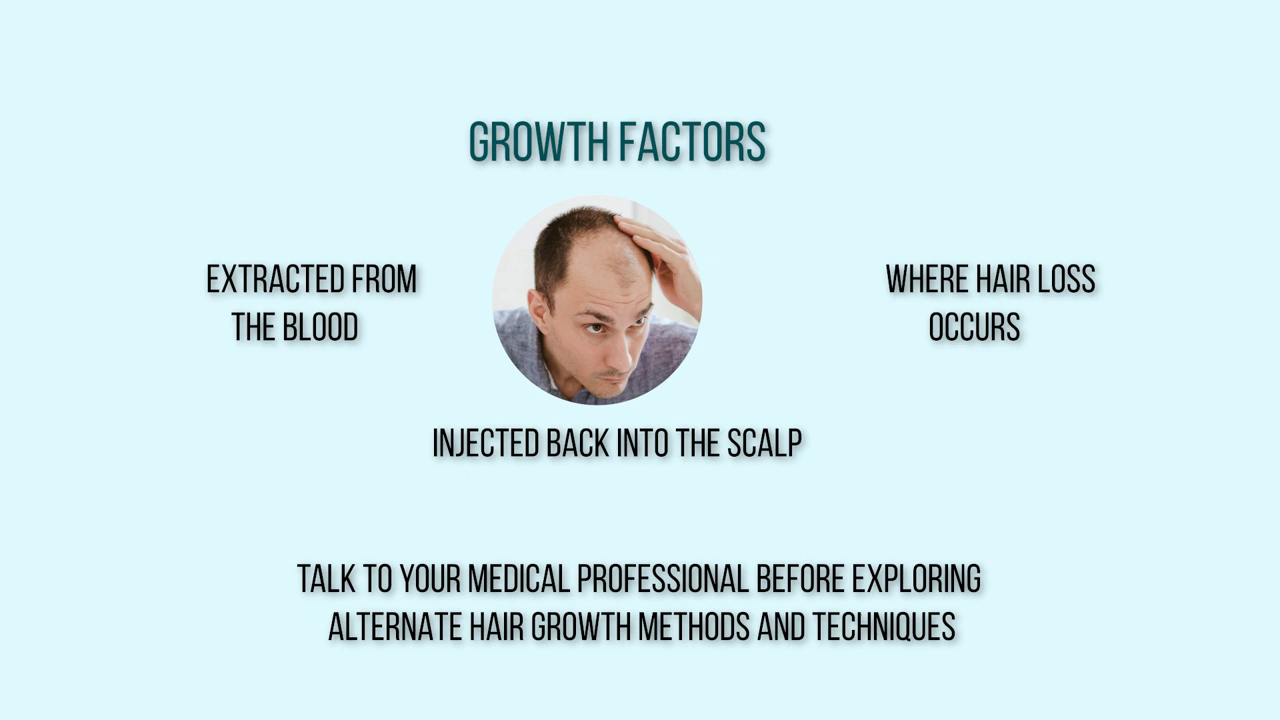 GROWTH FACTORS
EXTRACTED FROM
THE BLOOD
INJECTED BACK INTO THE SCALP
WHERE HAIR LOSS
OCCURS
TALK TO YOUR MEDICAL PROFESSIONAL BEFORE EXPLORING
ALTERNATE HAIR GROWTH METHODS AND TECHNIQUES